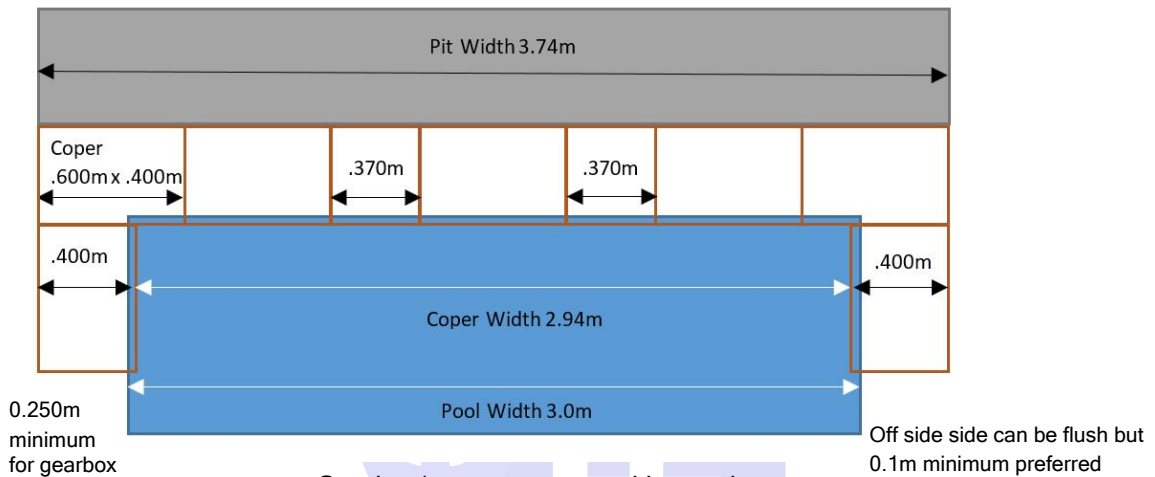 Pit Width 3.74m
Coper
.600m x .400m
.370m
.370m
.400m
.400m
Coper Width 2.94m
Pool Width 3.0m
0.250m
minimum
for gearbox
Off side side can be flush but
0.1m minimum preferred